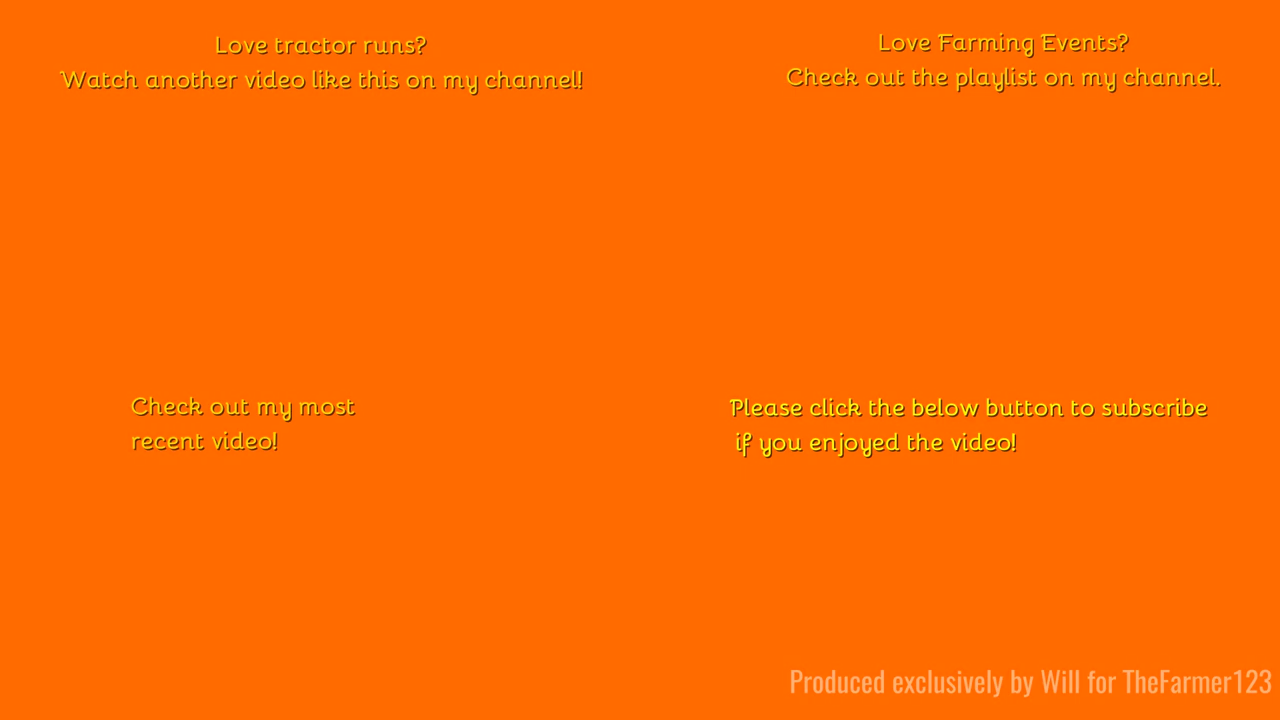 Love tractor runs?
Watch another video like this on my channel!
Love Farming Events?
Check out the playlist on my channel.
Check out my most
recent video!
Please click the below button to subscribe
if you enjoyed the video!
Produced exclusively by Will for TheFarmer123